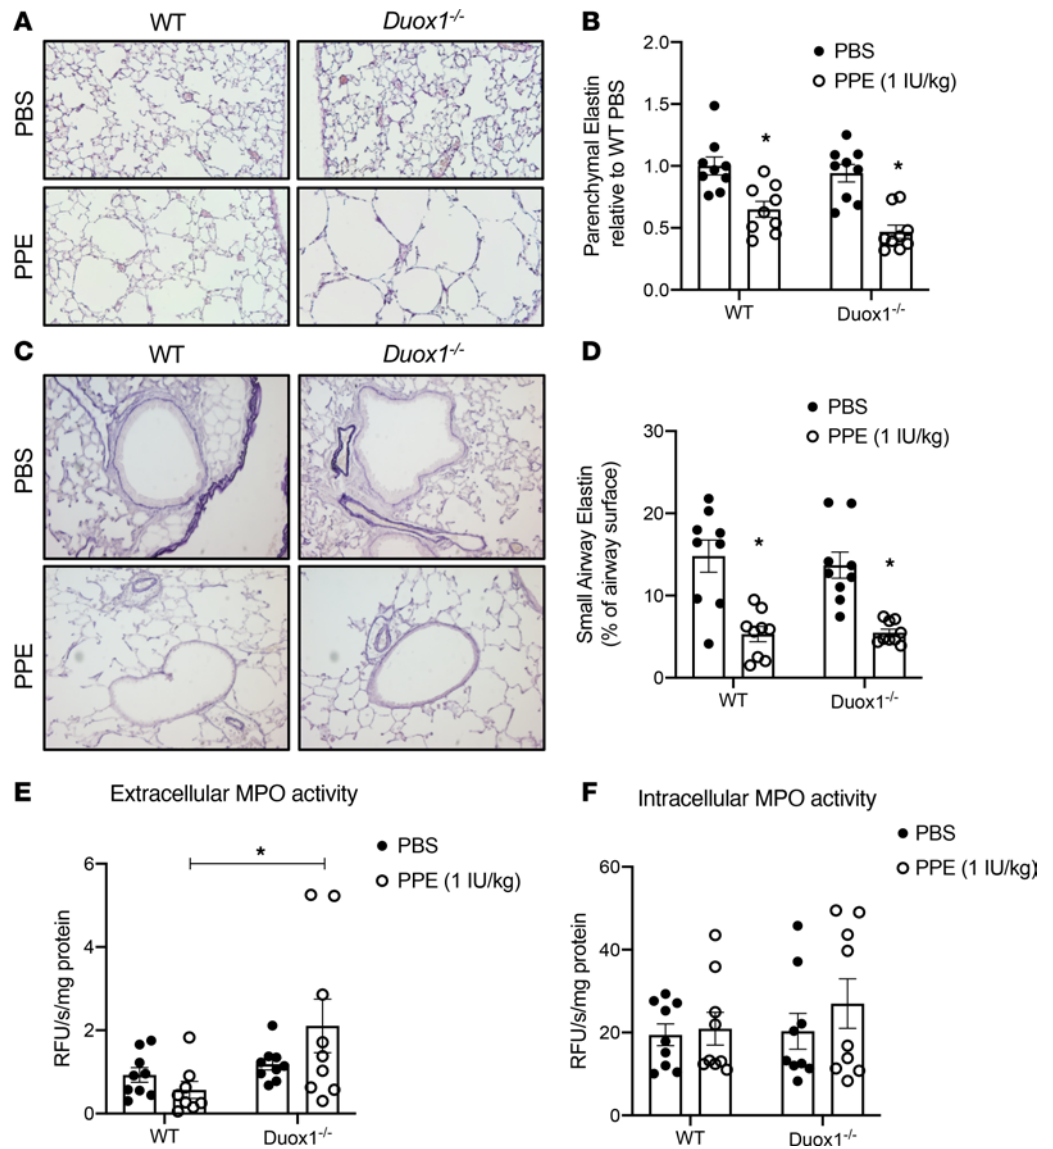 A
WT
Duox1-/-
PBS
PPE
B
2.0
1.5
1.0
0.5
0.0
Parenchymal Elastin
relative to WT PBS
PBS
PPE (1 IU/kg)
*
*
WT
Duox1-/-
C
WT
Duox1-/-
PBS
PPE
D
30
20
10
0
Small Airway Elastin
(% of airway surface)
PBS
PPE (1 IU/kg)
*
*
WT
Duox1-/-
E
Extracellular MPO activity
6
4
2
0
RFU/s/mg protein
*
PBS
PPE (1 IU/kg)
WT
Duox1-/-
F
Intracellular MPO activity
60
40
20
0
RFU/s/mg protein
PBS
PPE (1 IU/kg)
WT
Duox1-/-